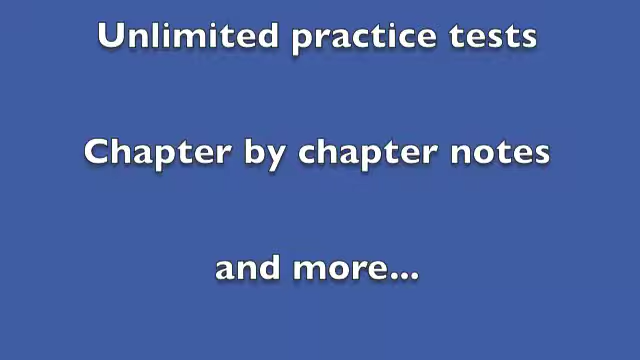 Unlimited practice tests
Chapter by chapter notes
and more...